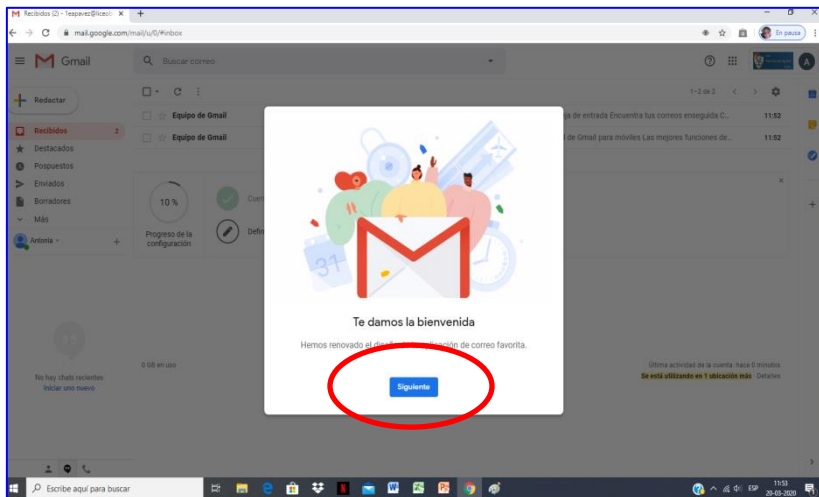 Recibidos (2) - 1eapavez@liceo
mail.google.com/mail/u/0/#inbox
En pausa
Gmail
Buscar correo
A
Redactar
1-2 de 2
Recibidos 2
Equipo de Gmail
ja de entrada Encuentra tus correos enseguida C...
11:52
Destacados
Equipo de Gmail
de Gmail para móviles Las mejores funciones de...
11:52
Pospuestos
Enviados
Borradores
Más
10 %
Progreso de la
configuración
Defin
Antonia
31
Te damos la bienvenida
Hemos renovado el
de correo favorita.
Siguiente
0 GB en uso
Última actividad de la cuenta: hace 0 minutos
Se está utilizando en 1 ubicación más Detalles
No hay chats recientes
Iniciar uno nuevo
Escribe aquí para buscar
ESP
11:53
20-03-2020